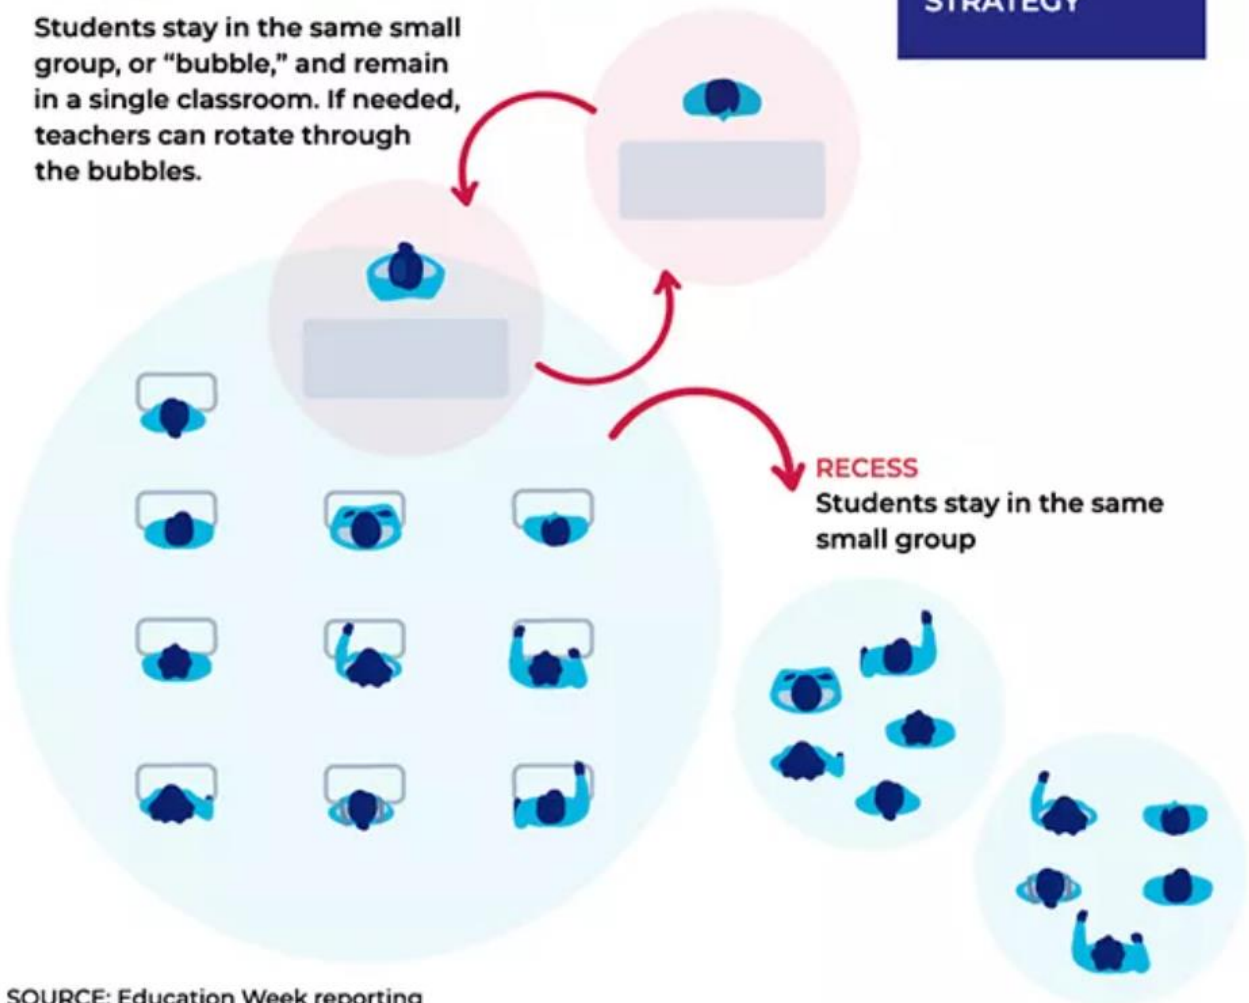 STRATEGY
Students stay in the same small
group, or “bubble,” and remain
in a single classroom. If needed,
teachers can rotate through
the bubbles.
RECESS
Students stay in the same
small group
SOURCE: Education Week reporting